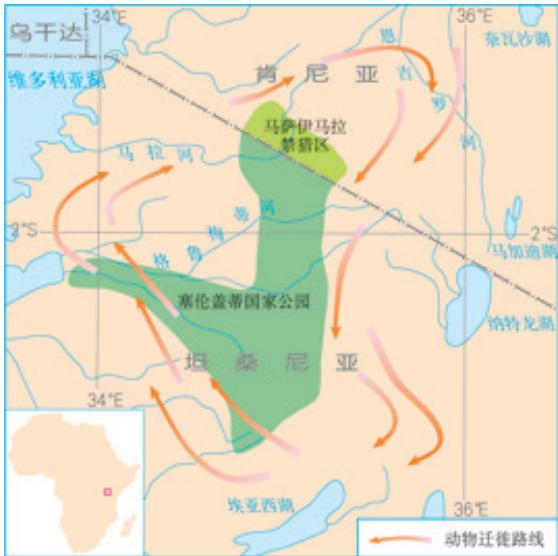 34°E
36°E
乌干达
奈瓦沙湖
维多利亚湖
肯尼亚
恩吉罗河
马萨伊马拉
禁猎区
马拉河
2°S
2°S
格鲁梅蒂河
马加迪湖
塞伦盖蒂国家公园
纳特龙湖
坦桑尼亚
34°E
埃亚西湖
36°E
动物迁徙路线